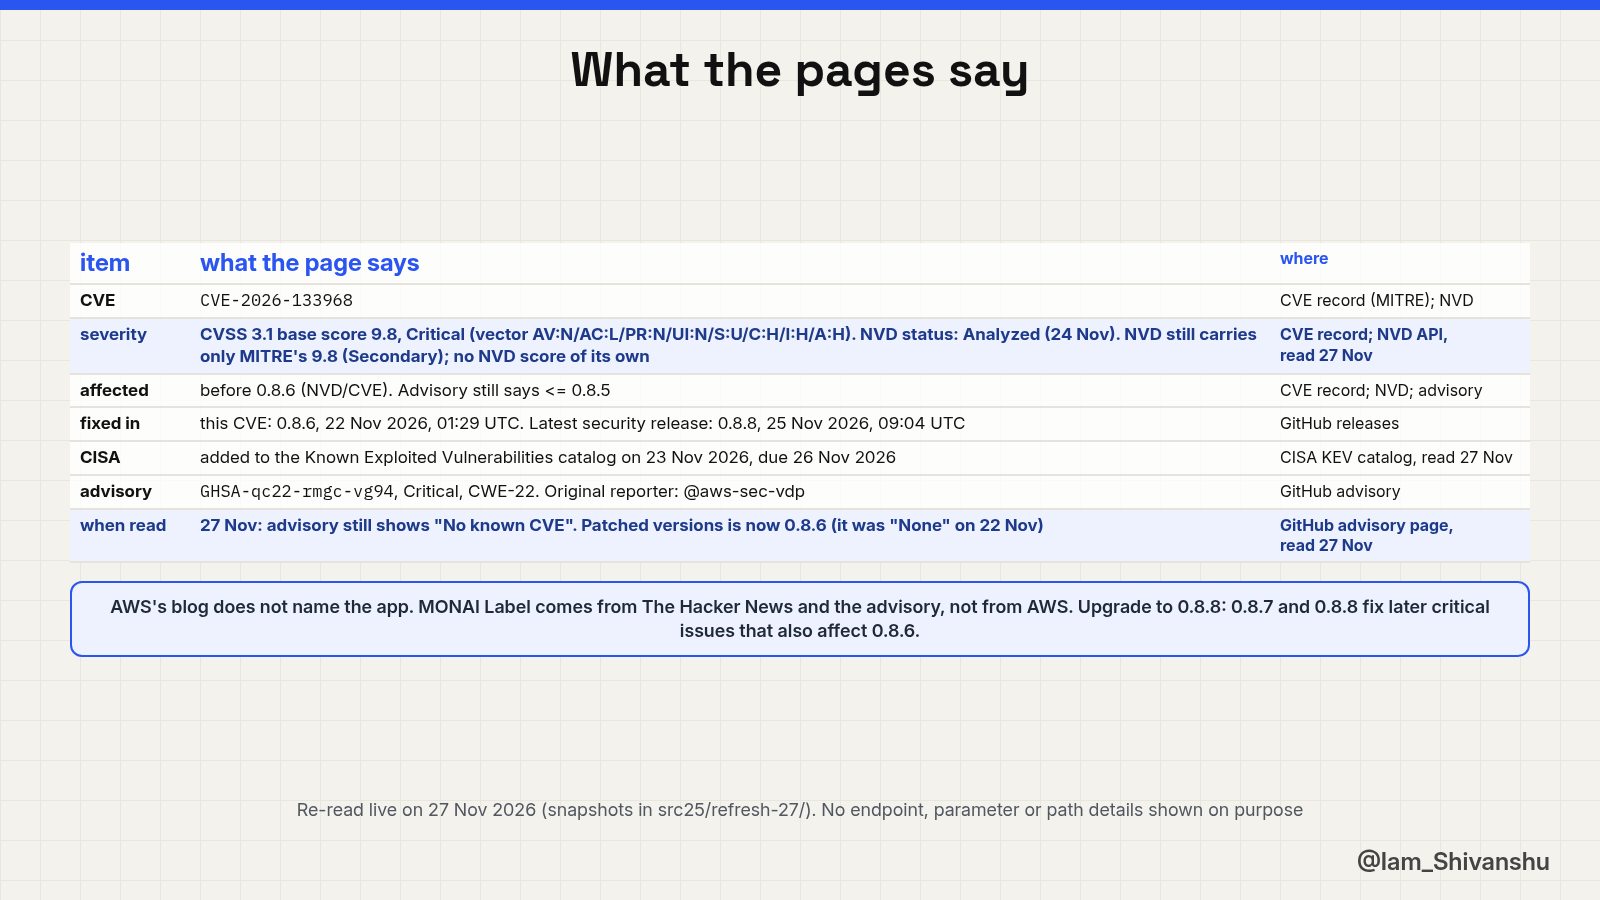 What the pages say
item what the page says where
CVE CVE-2026-133968 CVE record (MITRE); NVD
severity CVSS 3.1 base score 9.8, Critical (vector AV:N/AC:L/PR:N/UI:N/S:U/C:H/I:H/A:H). NVD status: Analyzed (24 Nov). NVD still carries CVE record; NVD API,
only MITRE's 9.8 (Secondary); no NVD score of its own read 27 Nov
affected before 0.8.6 (NVD/CVE). Advisory still says <= 0.8.5 CVE record; NVD; advisory
fixed in this CVE: 0.8.6, 22 Nov 2026, 01:29 UTC. Latest security release: 0.8.8, 25 Nov 2026, 09:04 UTC GitHub releases
CISA added to the Known Exploited Vulnerabilities catalog on 23 Nov 2026, due 26 Nov 2026 CISA KEV catalog, read 27 Nov
advisory GHSA-qc22-rmgc-vg94, Critical, CWE-22. Original reporter: @aws-sec-vdp GitHub advisory
when read 27 Nov: advisory still shows "No known CVE". Patched versions is now 0.8.6 (it was "None" on 22 Nov) GitHub advisory page,
read 27 Nov
AWS's blog does not name the app. MONAI Label comes from The Hacker News and the advisory, not from AWS. Upgrade to 0.8.8: 0.8.7 and 0.8.8 fix later critical
issues that also affect 0.8.6.
Re-read live on 27 Nov 2026 (snapshots in src25/refresh-27/). No endpoint, parameter or path details shown on purpose
@Iam_Shivanshu